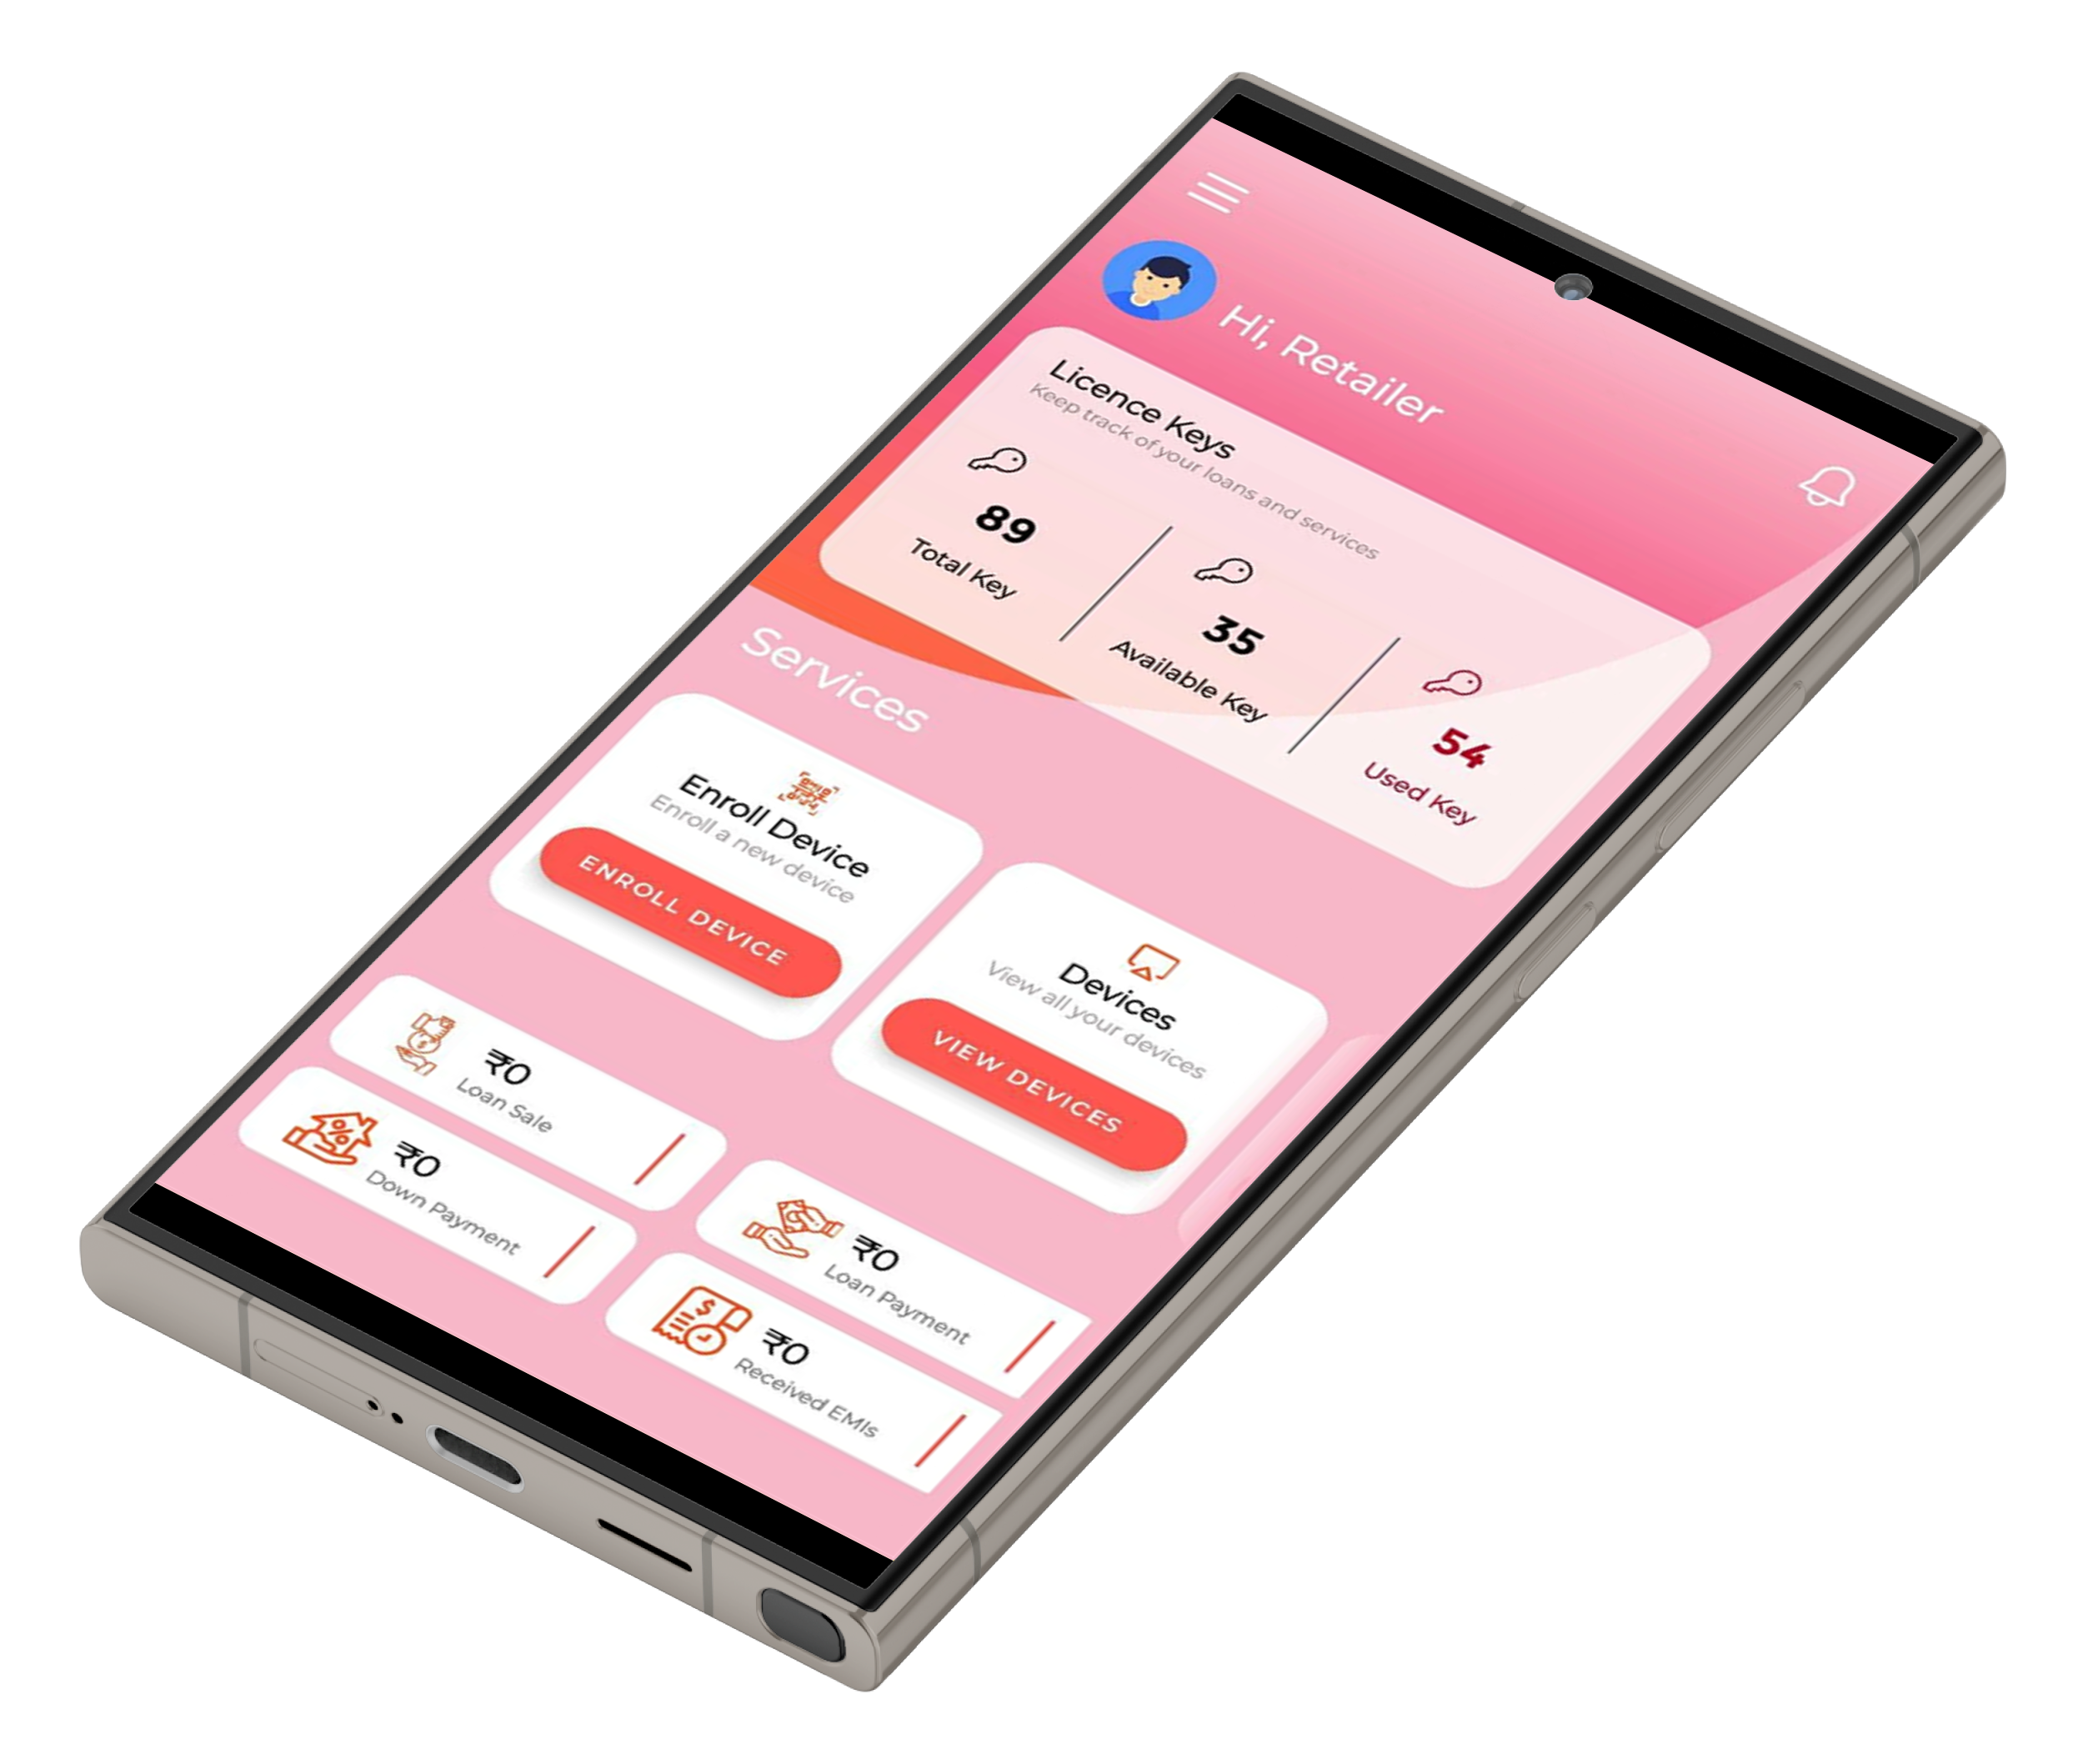 Hi, Retailer
Licence Keys
Keep track of your loans and services
89
Total Key
35
Available Key
54
Used Key
Services
Enroll Device
Enroll a new device
ENROLL DEVICE
Devices
View all your devices
VIEW DEVICES
₹0
Loan Sale
₹0
Loan Payment
₹0
Down Payment
₹0
Received EMIs